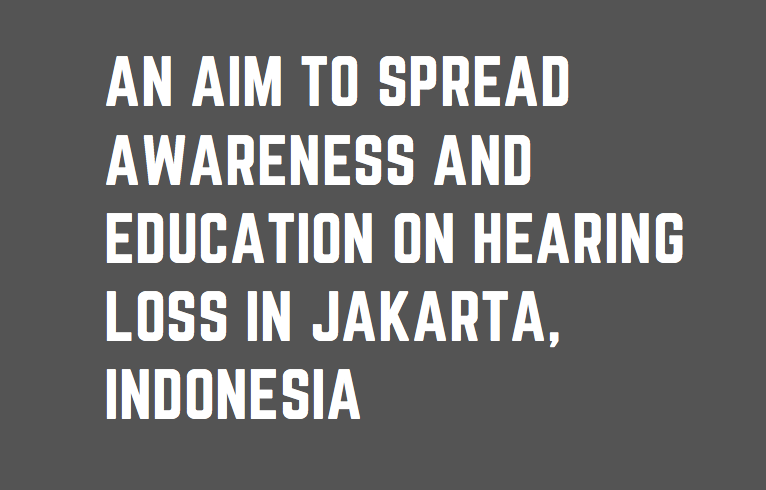 AN AIM TO SPREAD
AWARENESS AND
EDUCATION ON HEARING
LOSS IN JAKARTA,
INDONESIA